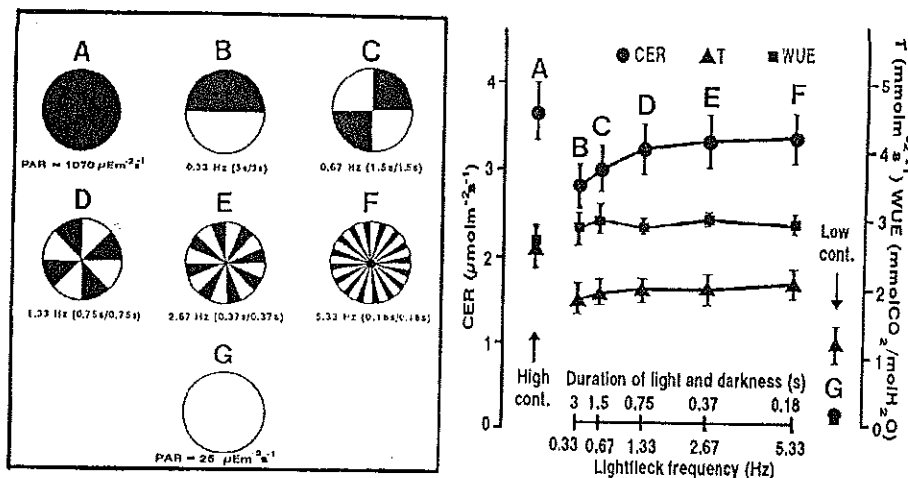 A B C
PAR = 1070 µEm⁻²s⁻¹ 0.33 Hz (3s/3s) 0.67 Hz (1.5s/1.5s)
D E F
1.33 Hz (0.75s/0.75s) 2.67 Hz (0.37s/0.37s) 5.33 Hz (0.18s/0.18s)
G
PAR = 26 µEm⁻²s⁻¹
CER T WUE
CER (µmolm⁻²s⁻¹)
4
3
2
1
0
A
B
C
D
E
F
G
High
cont.
Low
cont.
Duration of light and darkness (s)
3 1.5 0.75 0.37 0.18
0.33 0.67 1.33 2.67 5.33
Lightfleck frequency (Hz)
5
4
3
2
1
0
T (mmolm⁻²s⁻¹) WUE (mmolCO₂/molH₂O)